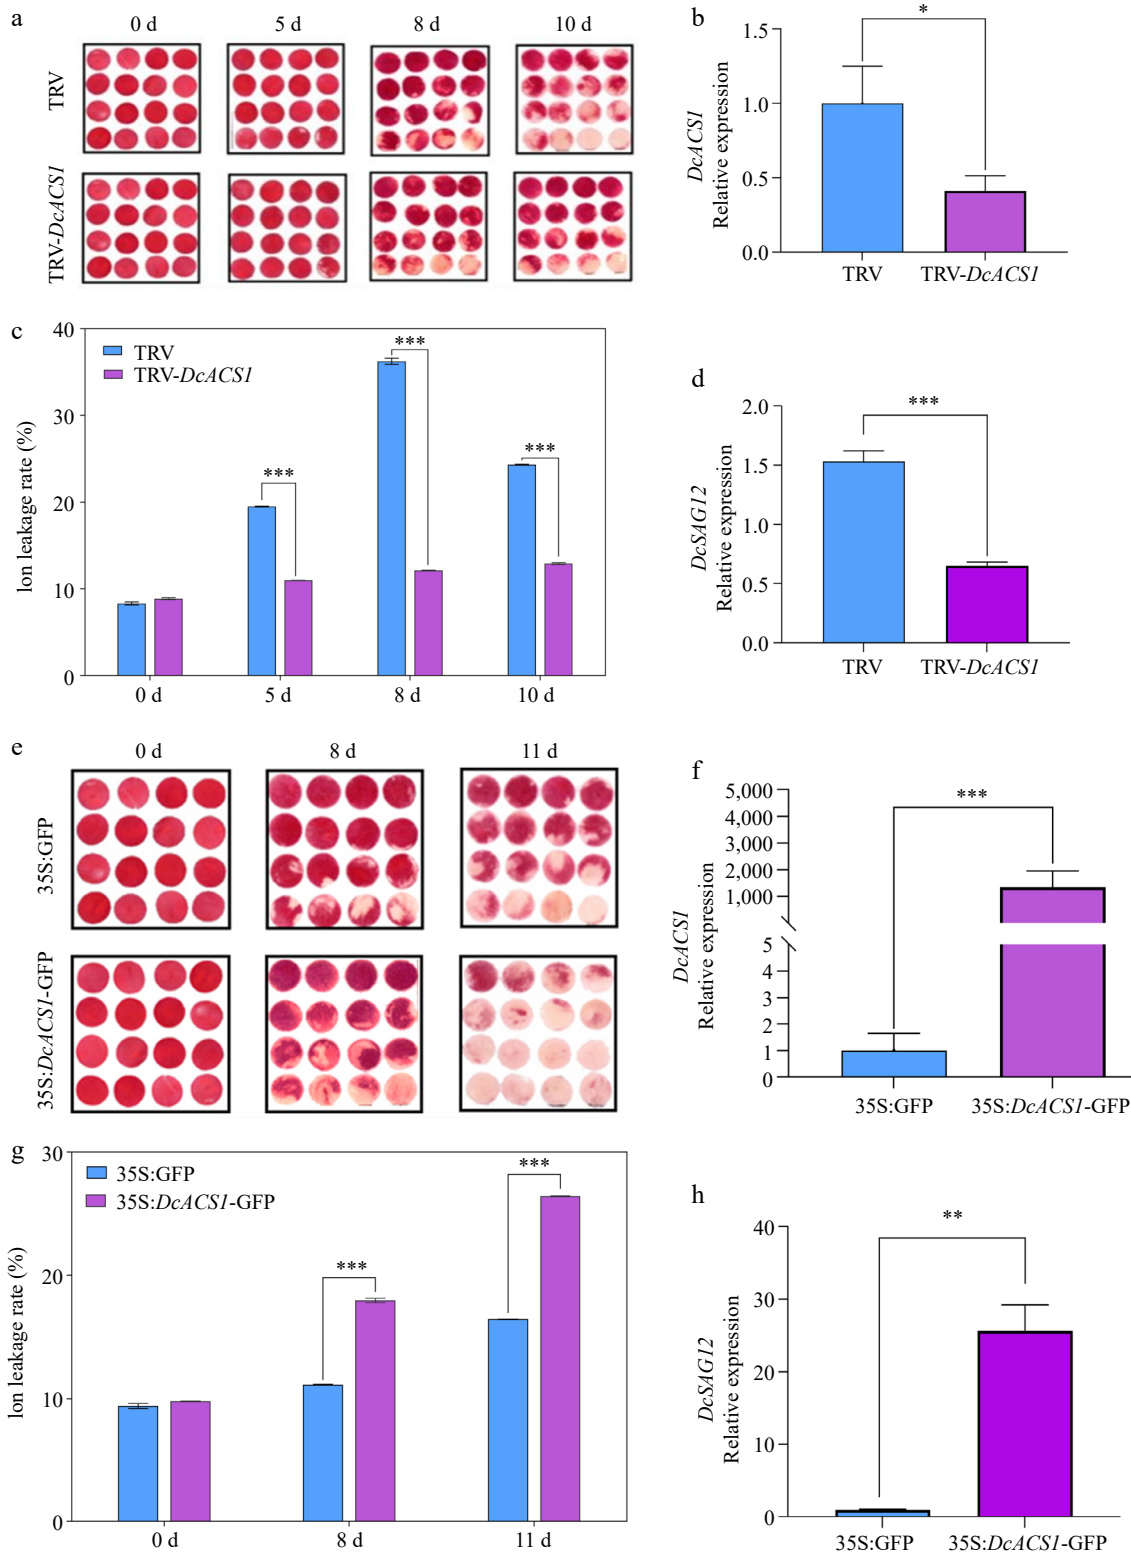 a
0 d
5 d
8 d
10 d
TRV
TRV-DcACS1
b
DcACS1
Relative expression
1.5
1.0
0.5
0.0
*
TRV
TRV-DcACS1
c
Ion leakage rate (%)
40
30
20
10
0
TRV
TRV-DcACS1
***
***
***
0 d
5 d
8 d
10 d
d
DcSAG12
Relative expression
2.0
1.5
1.0
0.5
0.0
***
TRV
TRV-DcACS1
e
0 d
8 d
11 d
35S:GFP
35S:DcACS1-GFP
f
DcACS1
Relative expression
5,000
4,000
3,000
2,000
1,000
5
4
3
2
1
0
***
35S:GFP
35S:DcACS1-GFP
g
Ion leakage rate (%)
30
20
10
0
35S:GFP
35S:DcACS1-GFP
***
***
0 d
8 d
11 d
h
DcSAG12
Relative expression
40
30
20
10
0
**
35S:GFP
35S:DcACS1-GFP